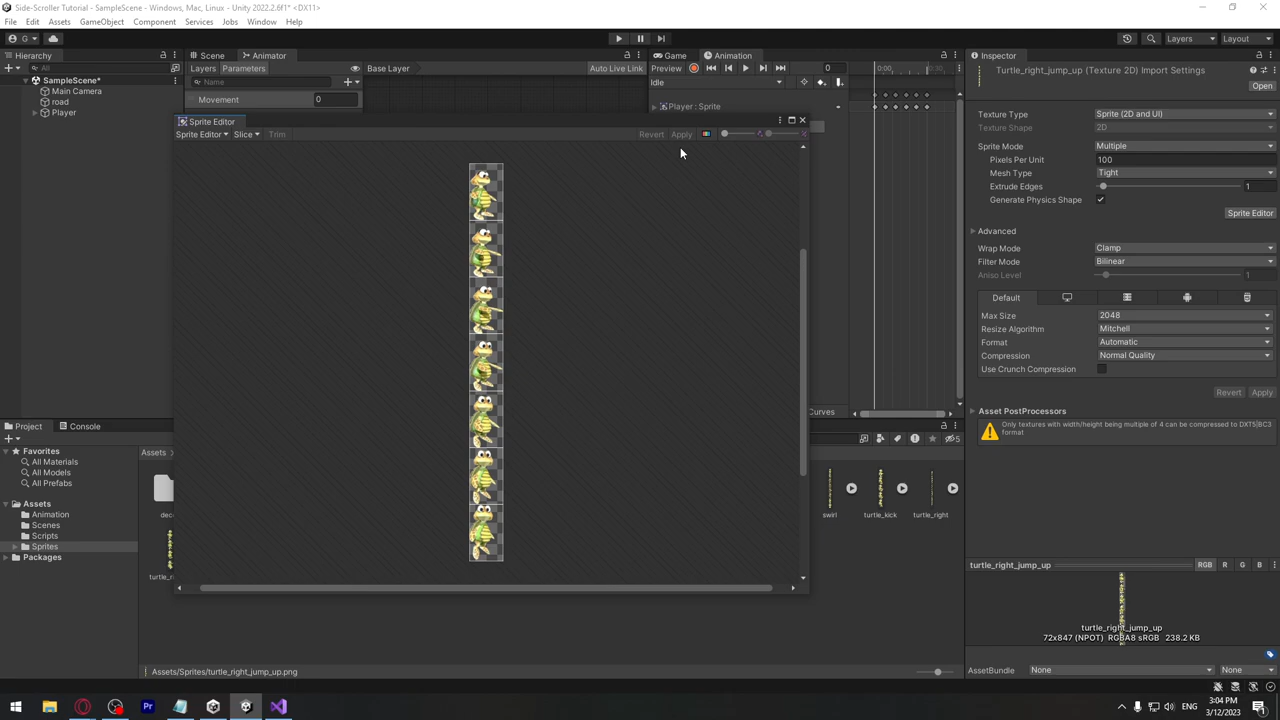 Side-Scroller Tutorial - SampleScene - Windows, Mac, Linux - Unity 2022.2.6f1* <DX11>
File Edit Assets GameObject Component Services Jobs Window Help
G
Layers
Layout
Hierarchy
Scene
Animator
Game
Animation
Inspector
All
Layers
Parameters
Base Layer
Auto Live Link
Preview
0
0:00
0:30
Turtle_right_jump_up (Texture 2D) Import Settings
Open
SampleScene*
Main Camera
road
Player
Name
Movement
0
Idle
Player : Sprite
Sprite Editor
Sprite Editor
Slice
Trim
Revert
Apply
Texture Type
Sprite (2D and UI)
Texture Shape
2D
Sprite Mode
Multiple
Pixels Per Unit
100
Mesh Type
Tight
Extrude Edges
1
Generate Physics Shape
Sprite Editor
Advanced
Wrap Mode
Clamp
Filter Mode
Bilinear
Aniso Level
1
Default
Max Size
2048
Resize Algorithm
Mitchell
Format
Automatic
Compression
Normal Quality
Use Crunch Compression
Revert
Apply
Curves
Asset PostProcessors
Only textures with width/height being multiple of 4 can be compressed to DXT5|BC3
format
Project
Console
5
Favorites
All Materials
All Models
All Prefabs
Assets
Animation
Scenes
Scripts
Sprites
Packages
Assets
swirl
turtle_kick
turtle_right
turtle_right_jump_up
RGB
R
G
B
turtle_right_jump_up
72x847 (NPOT) RGBA8 sRGB 238.2 KB
Assets/Sprites/turtle_right_jump_up.png
AssetBundle
None
None
ENG
3:04 PM
3/12/2023